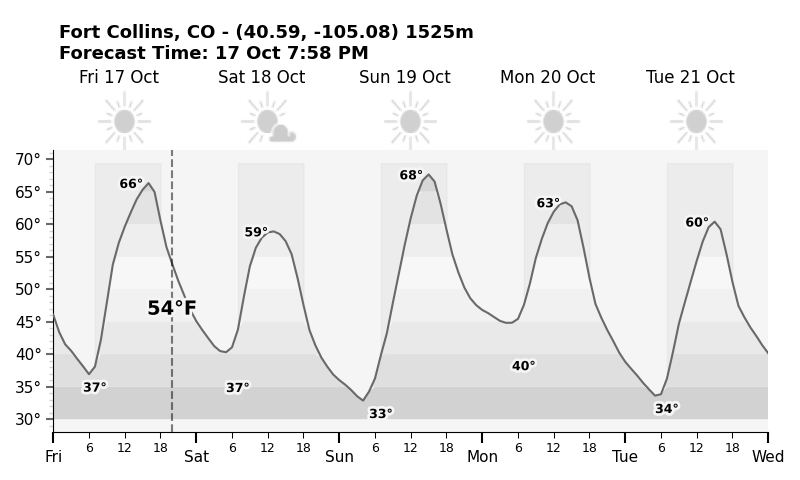 Fort Collins, CO - (40.59, -105.08) 1525m
Forecast Time: 17 Oct 7:58 PM
Fri 17 Oct Sat 18 Oct Sun 19 Oct Mon 20 Oct Tue 21 Oct
70°
65°
60°
55°
50°
45°
40°
35°
30°
66° 59° 68° 63° 60°
54°F
37° 37° 33° 40° 34°
6 12 18 6 12 18 6 12 18 6 12 18 6 12 18
Fri Sat Sun Mon Tue Wed